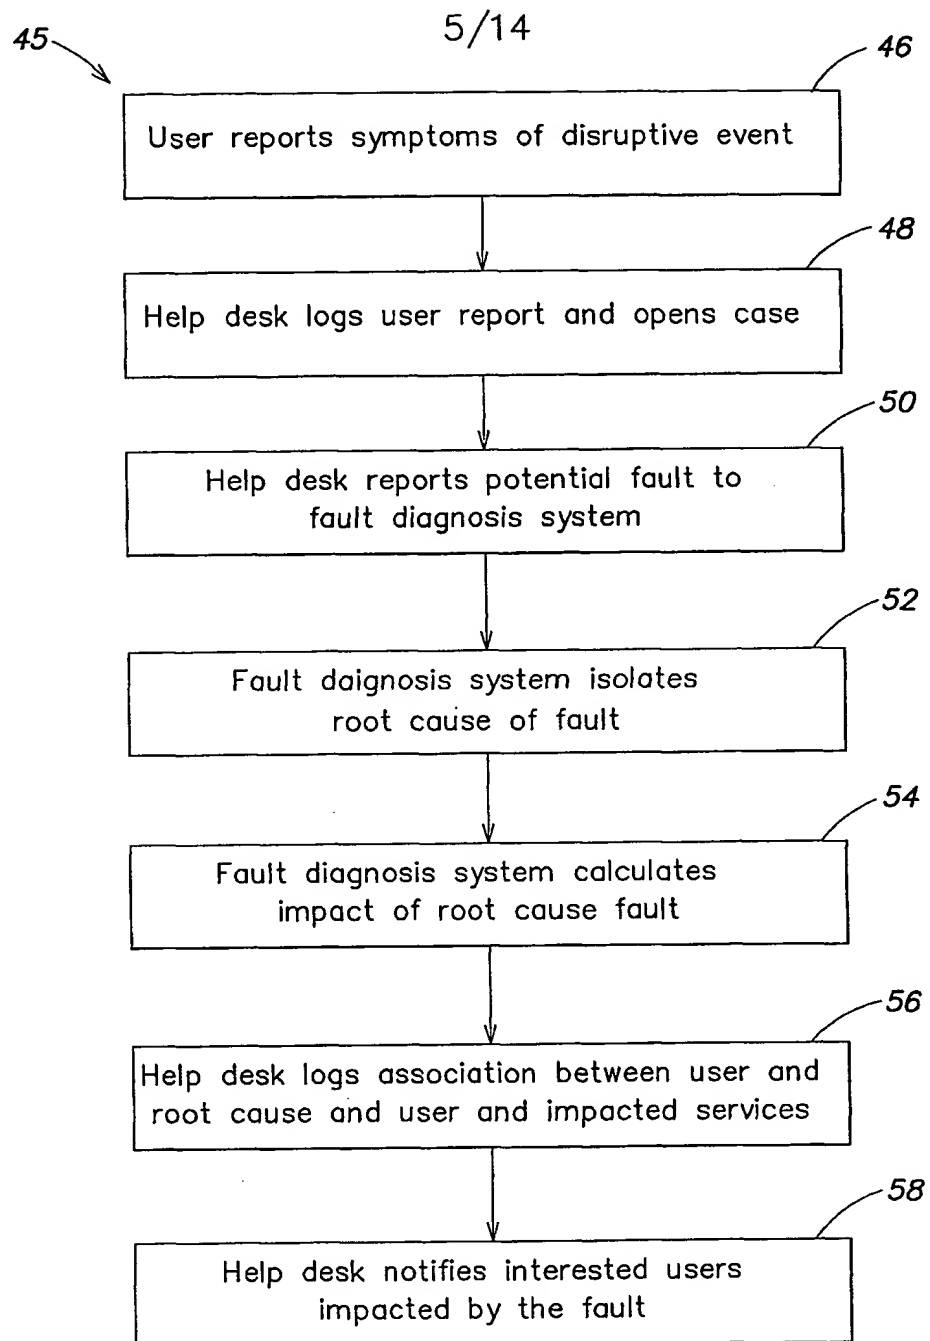 5/14
45
46
User reports symptoms of disruptive event
48
Help desk logs user report and opens case
50
Help desk reports potential fault to
fault diagnosis system
52
Fault daignosis system isolates
root cause of fault
54
Fault diagnosis system calculates
impact of root cause fault
56
Help desk logs association between user and
root cause and user and impacted services
58
Help desk notifies interested users
impacted by the fault